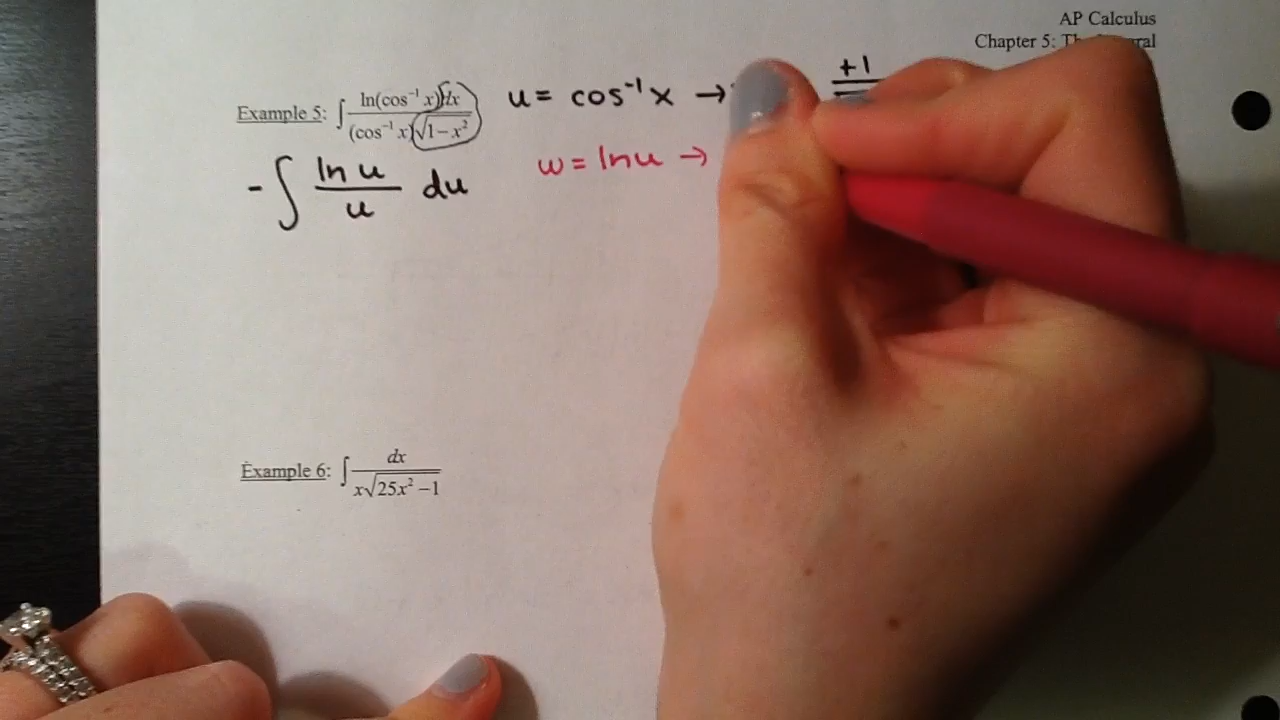 AP Calculus
Chapter 5:
Example 5: ∫ ln(cos⁻¹ x)dx / (cos⁻¹ x)√1−x²
u = cos⁻¹x →
+1
- ∫ ln u / u du
w = ln u →
Example 6: ∫ dx / x√25x² −1